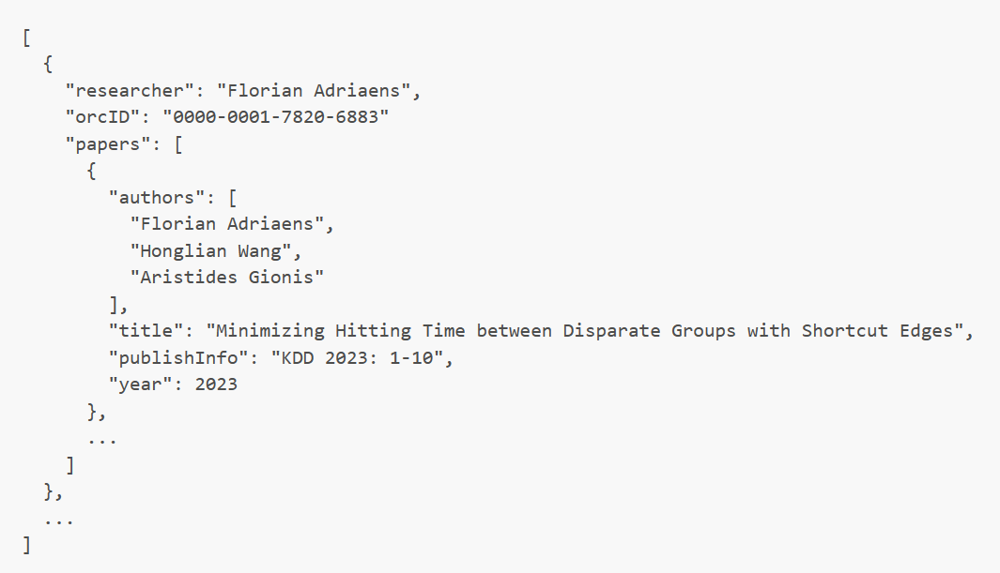 [
  {
    "researcher": "Florian Adriaens",
    "orcID": "0000-0001-7820-6883"
    "papers": [
      {
        "authors": [
          "Florian Adriaens",
          "Honglian Wang",
          "Aristides Gionis"
        ],
        "title": "Minimizing Hitting Time between Disparate Groups with Shortcut Edges",
        "publishInfo": "KDD 2023: 1-10",
        "year": 2023
      },
      ...
    ]
  },
  ...
]